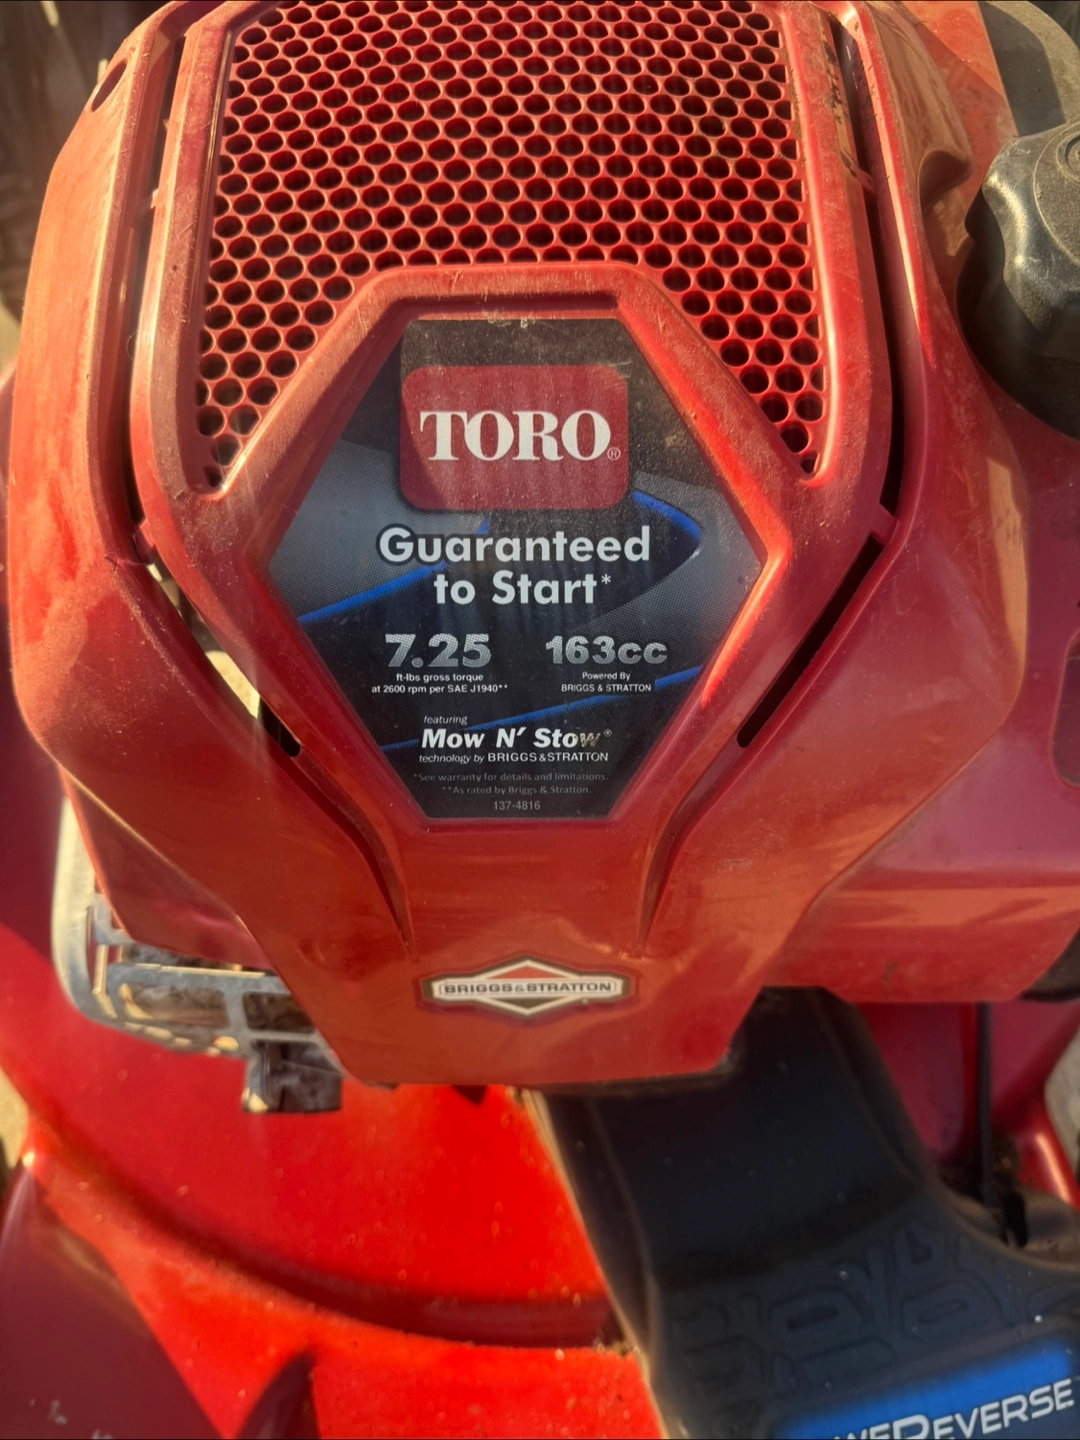 TORO®
Guaranteed
to Start*
7.25 163cc
ft-lbs gross torque Powered By
at 2600 rpm per SAE J1940** BRIGGS & STRATTON
featuring
Mow N' Stow®
technology by BRIGGS&STRATTON
*See warranty for details and limitations.
**As rated by Briggs & Stratton.
137-4816
BRIGGS&STRATTON
TORO